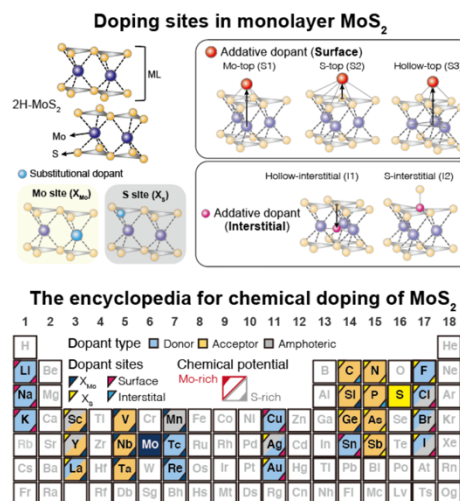 Doping sites in monolayer MoS2
Addative dopant (Surface)
Mo-top (S1) S-top (S2) Hollow-top (S3)
ML
2H-MoS2
Mo
S
Substitutional dopant
Mo site (XMo) S site (XS)
Hollow-interstitial (I1) S-interstitial (I2)
Addative dopant
(Interstitial)
The encyclopedia for chemical doping of MoS2
1 2 3 4 5 6 7 8 9 10 11 12 13 14 15 16 17 18
H He
Dopant type Donor Acceptor Amphoteric
Dopant sites Chemical potential
XMo Surface Mo-rich
XS Interstital S-rich
Li Be B C N O F Ne
Na Mg Al Si P S Cl Ar
K Ca Sc Ti V Cr Mn Fe Co Ni Cu Zn Ga Ge As Se Br Kr
Rb Sr Y Zr Nb Mo Tc Ru Rh Pd Ag Cd In Sn Sb Te I Xe
Cs Ba La Hf Ta W Re Os Ir Pt Au Hg Tl Pb Bi Po At Rn
Fr Ra Rf Db Sg Bh Hs Mt Ds Rg Cn Nh Fl Mc Lv Ts Og